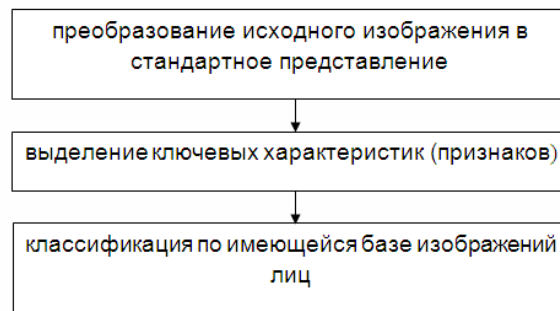 преобразование исходного изображения в
стандартное представление
выделение ключевых характеристик (признаков)
классификация по имеющейся базе изображений
лиц